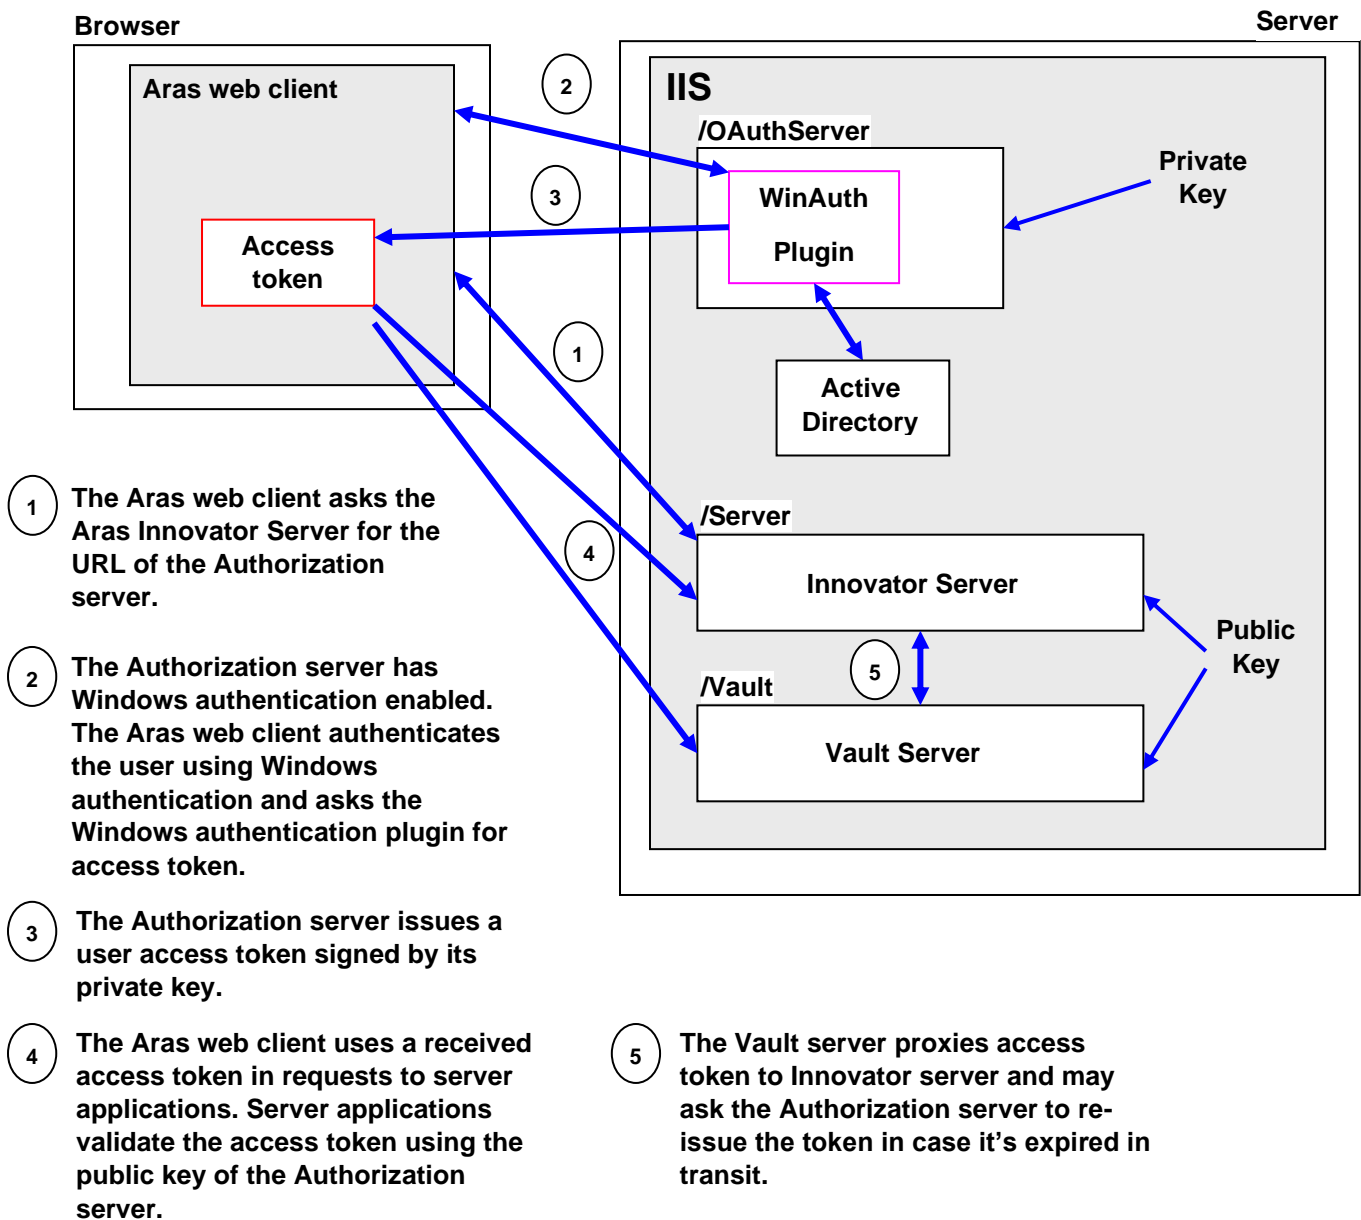 Browser
Server
Aras web client
2
IIS
/OAuthServer
Private
Key
WinAuth
Plugin
3
Access
token
1
Active
Directory
/Server
4
Innovator Server
Public
Key
5
/Vault
Vault Server
1
The Aras web client asks the
Aras Innovator Server for the
URL of the Authorization
server.
2
The Authorization server has
Windows authentication enabled.
The Aras web client authenticates
the user using Windows
authentication and asks the
Windows authentication plugin for
access token.
3
The Authorization server issues a
user access token signed by its
private key.
4
The Aras web client uses a received
access token in requests to server
applications. Server applications
validate the access token using the
public key of the Authorization
server.
5
The Vault server proxies access
token to Innovator server and may
ask the Authorization server to re-
issue the token in case it’s expired in
transit.